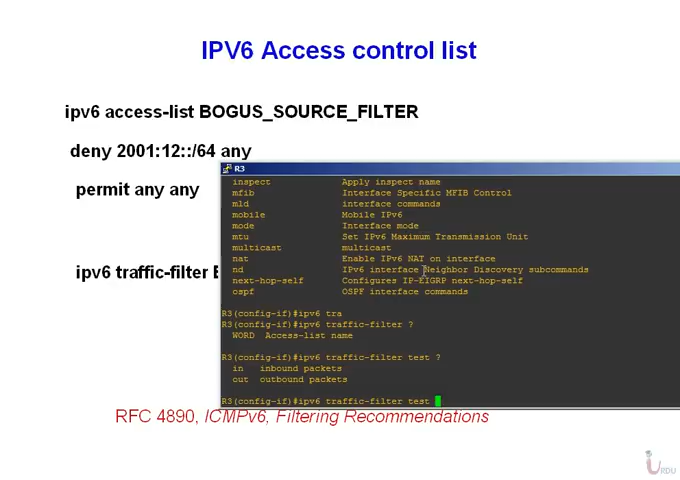 IPV6 Access control list
ipv6 access-list BOGUS_SOURCE_FILTER
deny 2001:12::/64 any
permit any any
ipv6 traffic-filter
R3
inspect Apply inspect name
mfib Interface Specific MFIB Control
mld interface commands
mobile Mobile IPv6
mode Interface mode
mtu Set IPv6 Maximum Transmission Unit
multicast multicast
nat Enable IPv6 NAT on interface
nd IPv6 interface Neighbor Discovery subcommands
next-hop-self Configures IP-EIGRP next-hop-self
ospf OSPF interface commands
R3(config-if)#ipv6 tra
R3(config-if)#ipv6 traffic-filter ?
WORD Access-list name
R3(config-if)#ipv6 traffic-filter test ?
in inbound packets
out outbound packets
R3(config-if)#ipv6 traffic-filter test
RFC 4890, ICMPv6, Filtering Recommendations
URDU